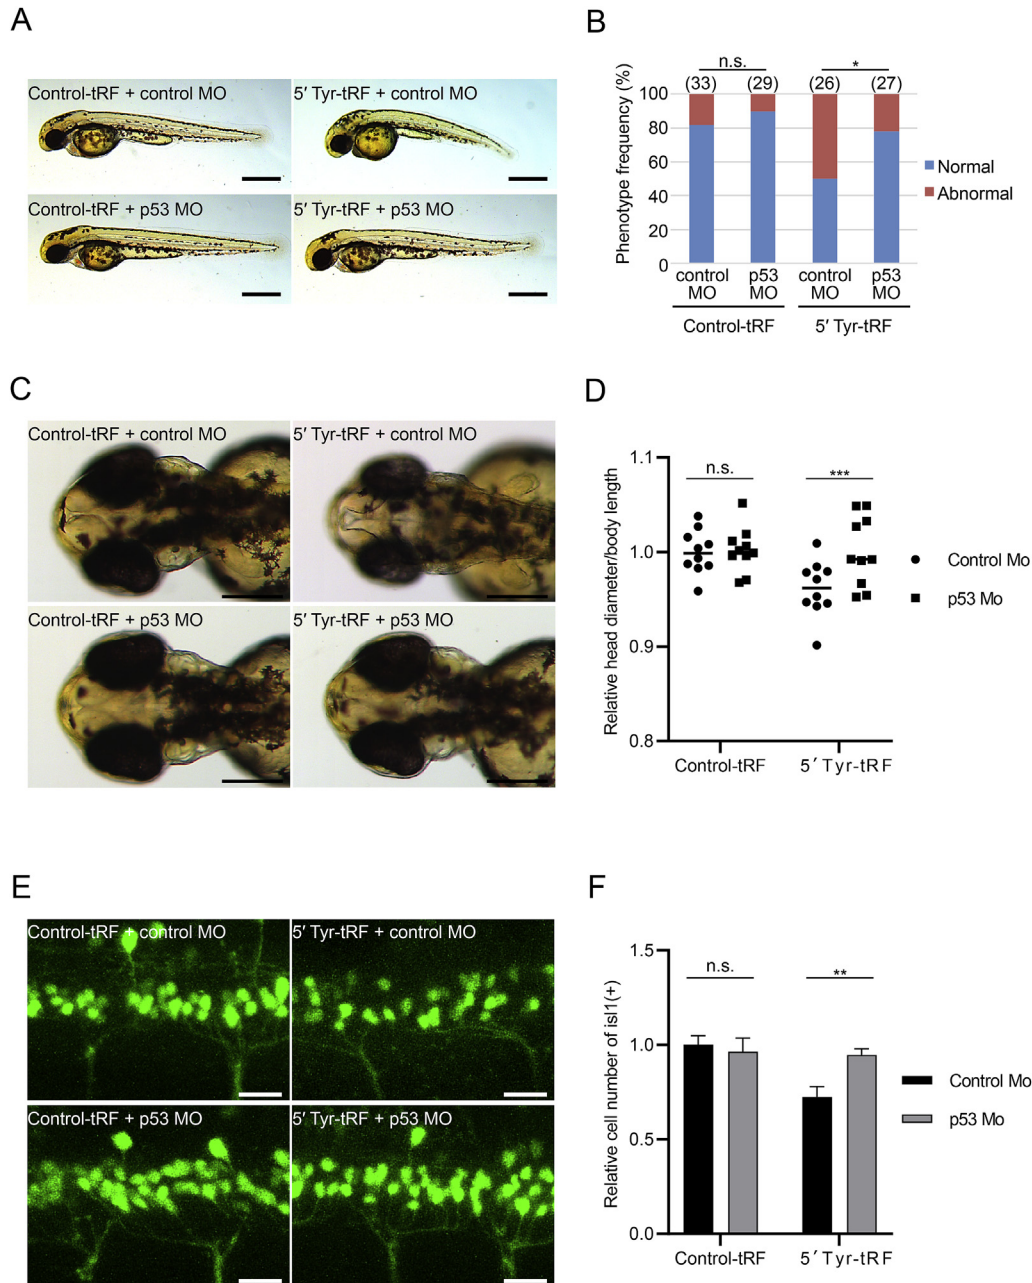 A
Control-tRF + control MO
5′ Tyr-tRF + control MO
Control-tRF + p53 MO
5′ Tyr-tRF + p53 MO
B
n.s.
*
(33)
(29)
(26)
(27)
Phenotype frequency (%)
100
80
60
40
20
0
Normal
Abnormal
control
MO
p53
MO
control
MO
p53
MO
Control-tRF
5′ Tyr-tRF
C
Control-tRF + control MO
5′ Tyr-tRF + control MO
Control-tRF + p53 MO
5′ Tyr-tRF + p53 MO
D
Relative head diameter/body length
1.1
1.0
0.9
0.8
n.s.
***
Control Mo
p53 Mo
Control-tRF
5′ Tyr-tRF
E
Control-tRF + control MO
5′ Tyr-tRF + control MO
Control-tRF + p53 MO
5′ Tyr-tRF + p53 MO
F
Relative cell number of isl1(+)
1.5
1.0
0.5
0.0
n.s.
**
Control Mo
p53 Mo
Control-tRF
5′ Tyr-tRF